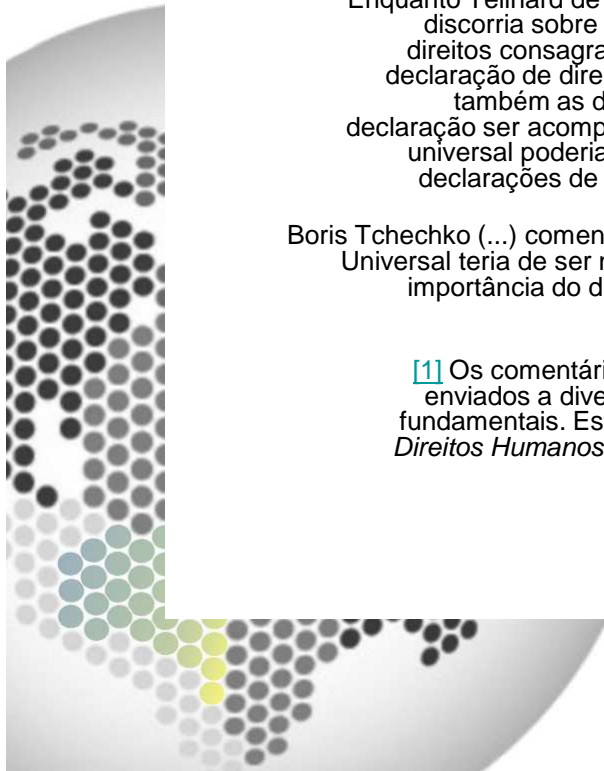 Enquanto Teilhard de
discorria sobre
direitos consagra
declaração de dire
também as d
declaração ser acomp
universal poderia
declarações de
Boris Tchechko (...) comen
Universal teria de ser
importância do d
[1] Os comentári
enviados a dive
fundamentais. Es
Direitos Humanos